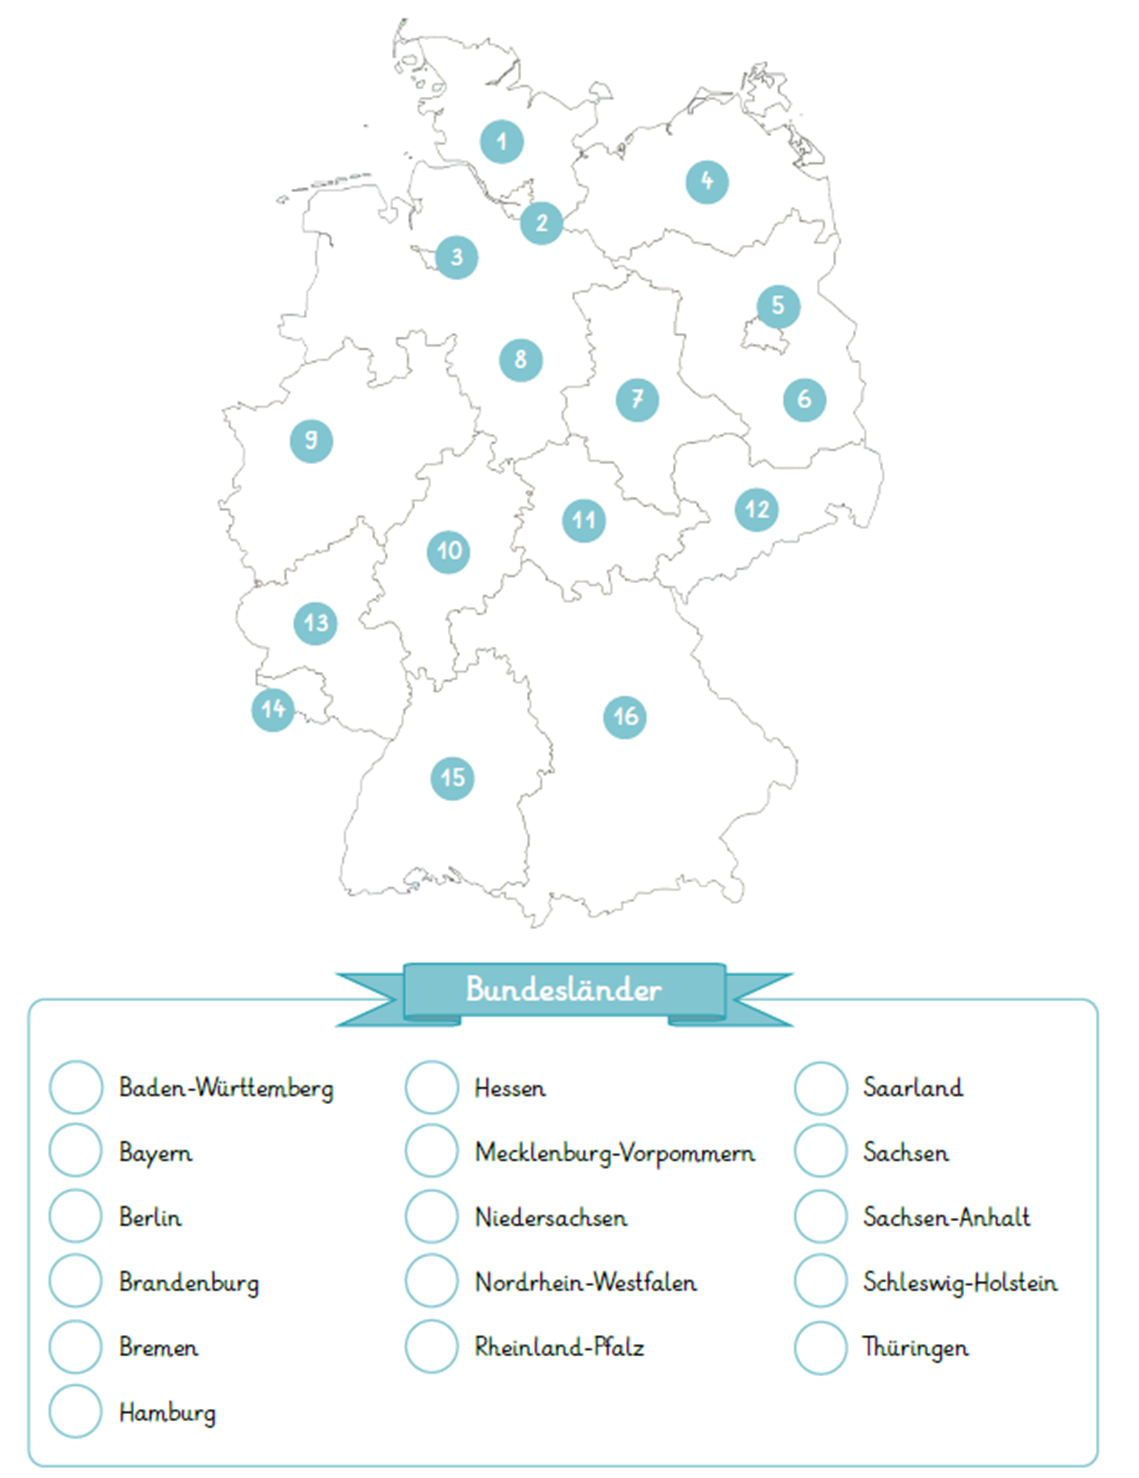 1
4
2
3
5
8
7
6
9
12
11
10
13
14
16
15
Bundesländer
Baden-Württemberg
Bayern
Berlin
Brandenburg
Bremen
Hamburg
Hessen
Mecklenburg-Vorpommern
Niedersachsen
Nordrhein-Westfalen
Rheinland-Pfalz
Saarland
Sachsen
Sachsen-Anhalt
Schleswig-Holstein
Thüringen